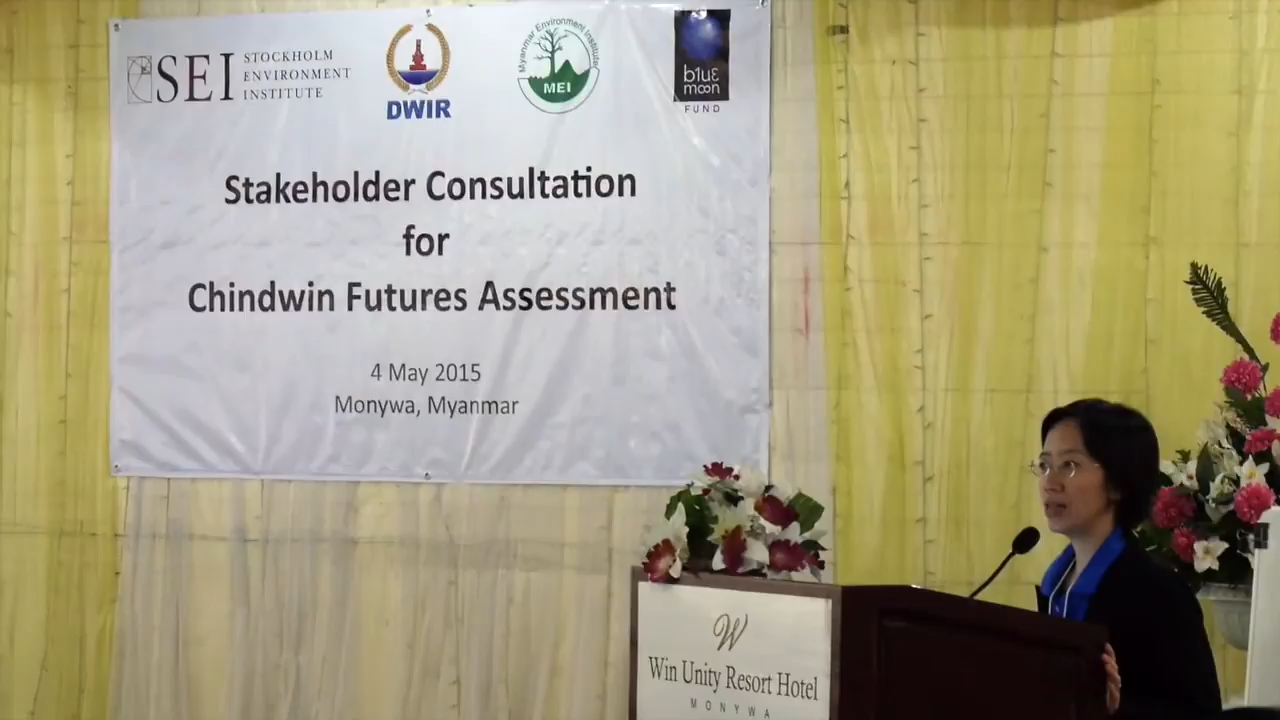 SEI
STOCKHOLM
ENVIRONMENT
INSTITUTE
DWIR
Myanmar Environment Institute
MEI
blue
moon
FUND
Stakeholder Consultation
for
Chindwin Futures Assessment
4 May 2015
Monywa, Myanmar
W
Win Unity Resort Hotel
MONYWA